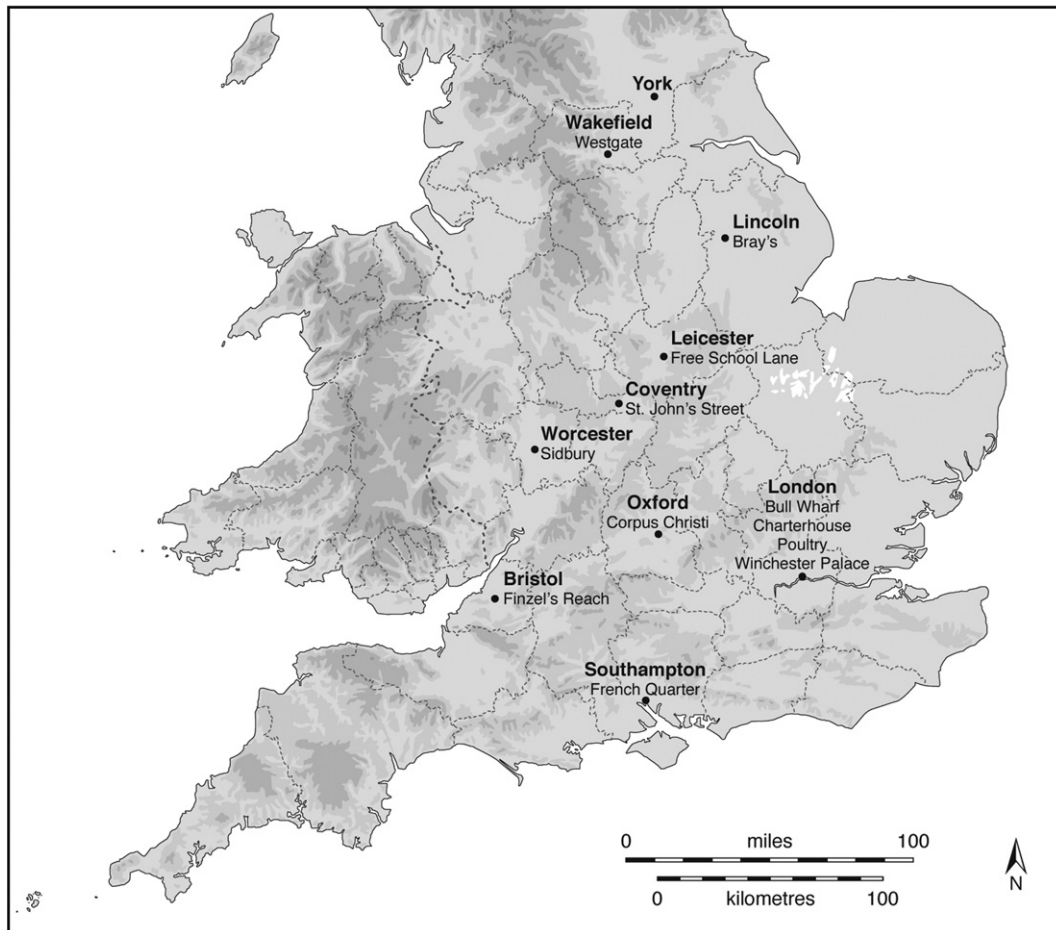 York
Wakefield
Westgate
Lincoln
Bray's
Leicester
Free School Lane
Coventry
St. John's Street
Worcester
Sidbury
Oxford
Corpus Christi
London
Bull Wharf
Charterhouse
Poultry
Winchester Palace
Bristol
Finzel's Reach
Southampton
French Quarter
0 miles 100
0 kilometres 100
N